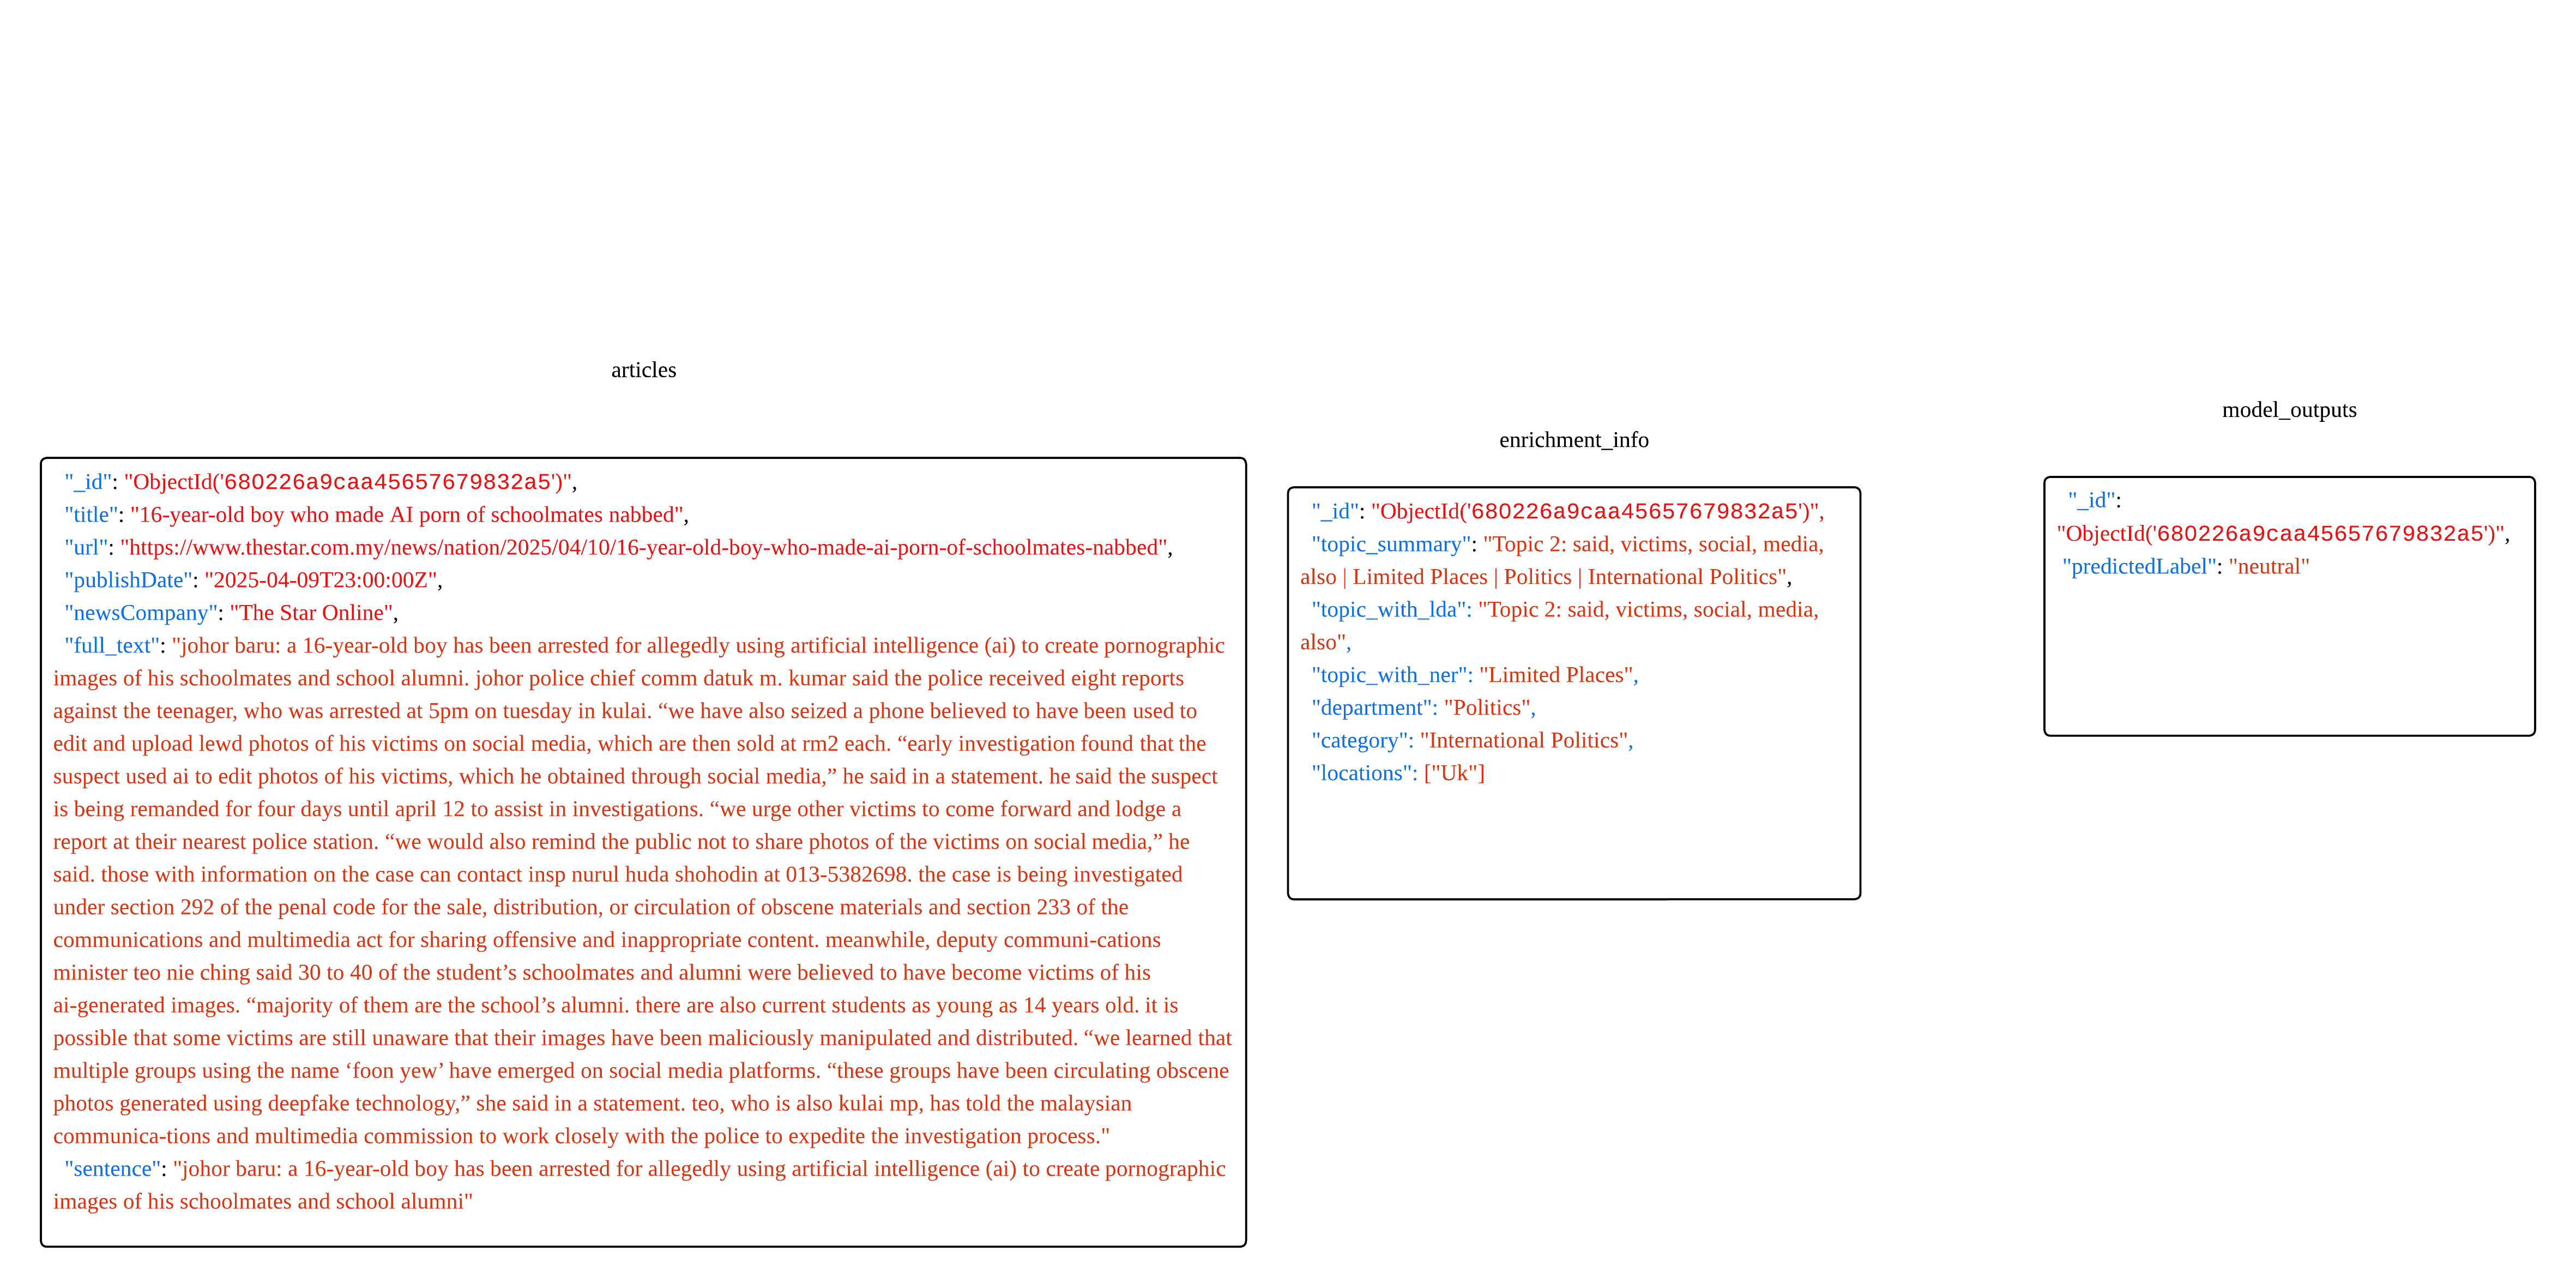 articles
"_id": "ObjectId('680226a9caa45657679832a5')",
"title": "16-year-old boy who made AI porn of schoolmates nabbed",
"url": "https://www.thestar.com.my/news/nation/2025/04/10/16-year-old-boy-who-made-ai-porn-of-schoolmates-nabbed",
"publishDate": "2025-04-09T23:00:00Z",
"newsCompany": "The Star Online",
"full_text": "johor baru: a 16-year-old boy has been arrested for allegedly using artificial intelligence (ai) to create pornographic
images of his schoolmates and school alumni. johor police chief comm datuk m. kumar said the police received eight reports
against the teenager, who was arrested at 5pm on tuesday in kulai. “we have also seized a phone believed to have been used to
edit and upload lewd photos of his victims on social media, which are then sold at rm2 each. “early investigation found that the
suspect used ai to edit photos of his victims, which he obtained through social media,” he said in a statement. he said the suspect
is being remanded for four days until april 12 to assist in investigations. “we urge other victims to come forward and lodge a
report at their nearest police station. “we would also remind the public not to share photos of the victims on social media,” he
said. those with information on the case can contact insp nurul huda shohodin at 013-5382698. the case is being investigated
under section 292 of the penal code for the sale, distribution, or circulation of obscene materials and section 233 of the
communications and multimedia act for sharing offensive and inappropriate content. meanwhile, deputy communi-cations
minister teo nie ching said 30 to 40 of the student’s schoolmates and alumni were believed to have become victims of his
ai-generated images. “majority of them are the school’s alumni. there are also current students as young as 14 years old. it is
possible that some victims are still unaware that their images have been maliciously manipulated and distributed. “we learned that
multiple groups using the name ‘foon yew’ have emerged on social media platforms. “these groups have been circulating obscene
photos generated using deepfake technology,” she said in a statement. teo, who is also kulai mp, has told the malaysian
communica-tions and multimedia commission to work closely with the police to expedite the investigation process."
"sentence": "johor baru: a 16-year-old boy has been arrested for allegedly using artificial intelligence (ai) to create pornographic
images of his schoolmates and school alumni"
enrichment_info
"_id": "ObjectId('680226a9caa45657679832a5')",
"topic_summary": "Topic 2: said, victims, social, media,
also | Limited Places | Politics | International Politics",
"topic_with_lda": "Topic 2: said, victims, social, media,
also",
"topic_with_ner": "Limited Places",
"department": "Politics",
"category": "International Politics",
"locations": ["Uk"]
model_outputs
"_id":
"ObjectId('680226a9caa45657679832a5')",
"predictedLabel": "neutral"